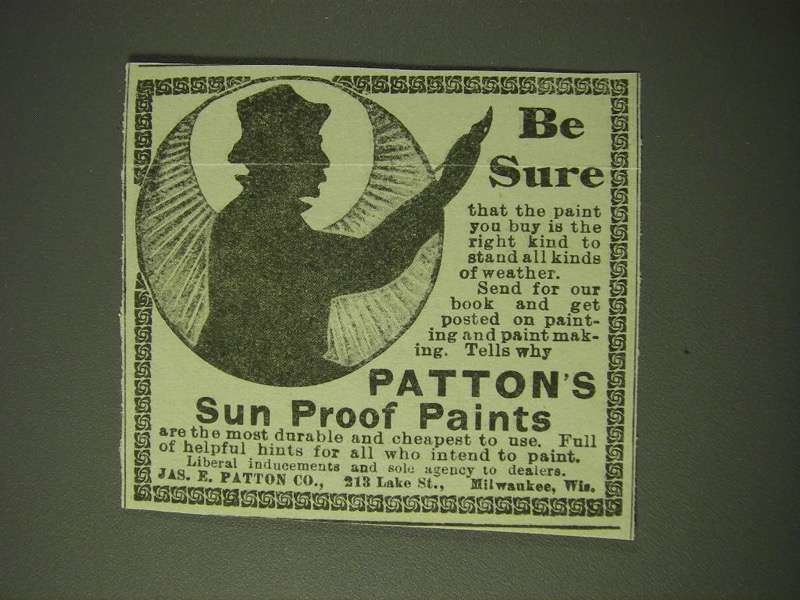 Be
Sure
that the paint
you buy is the
right kind to
stand all kinds
of weather.
Send for our
book and get
posted on paint-
ing and paint mak-
ing. Tells why
PATTON'S
Sun Proof Paints
are the most durable and cheapest to use. Full
of helpful hints for all who intend to paint.
Liberal inducements and sole agency to dealers.
JAS. E. PATTON CO., 213 Lake St., Milwaukee, Wis.